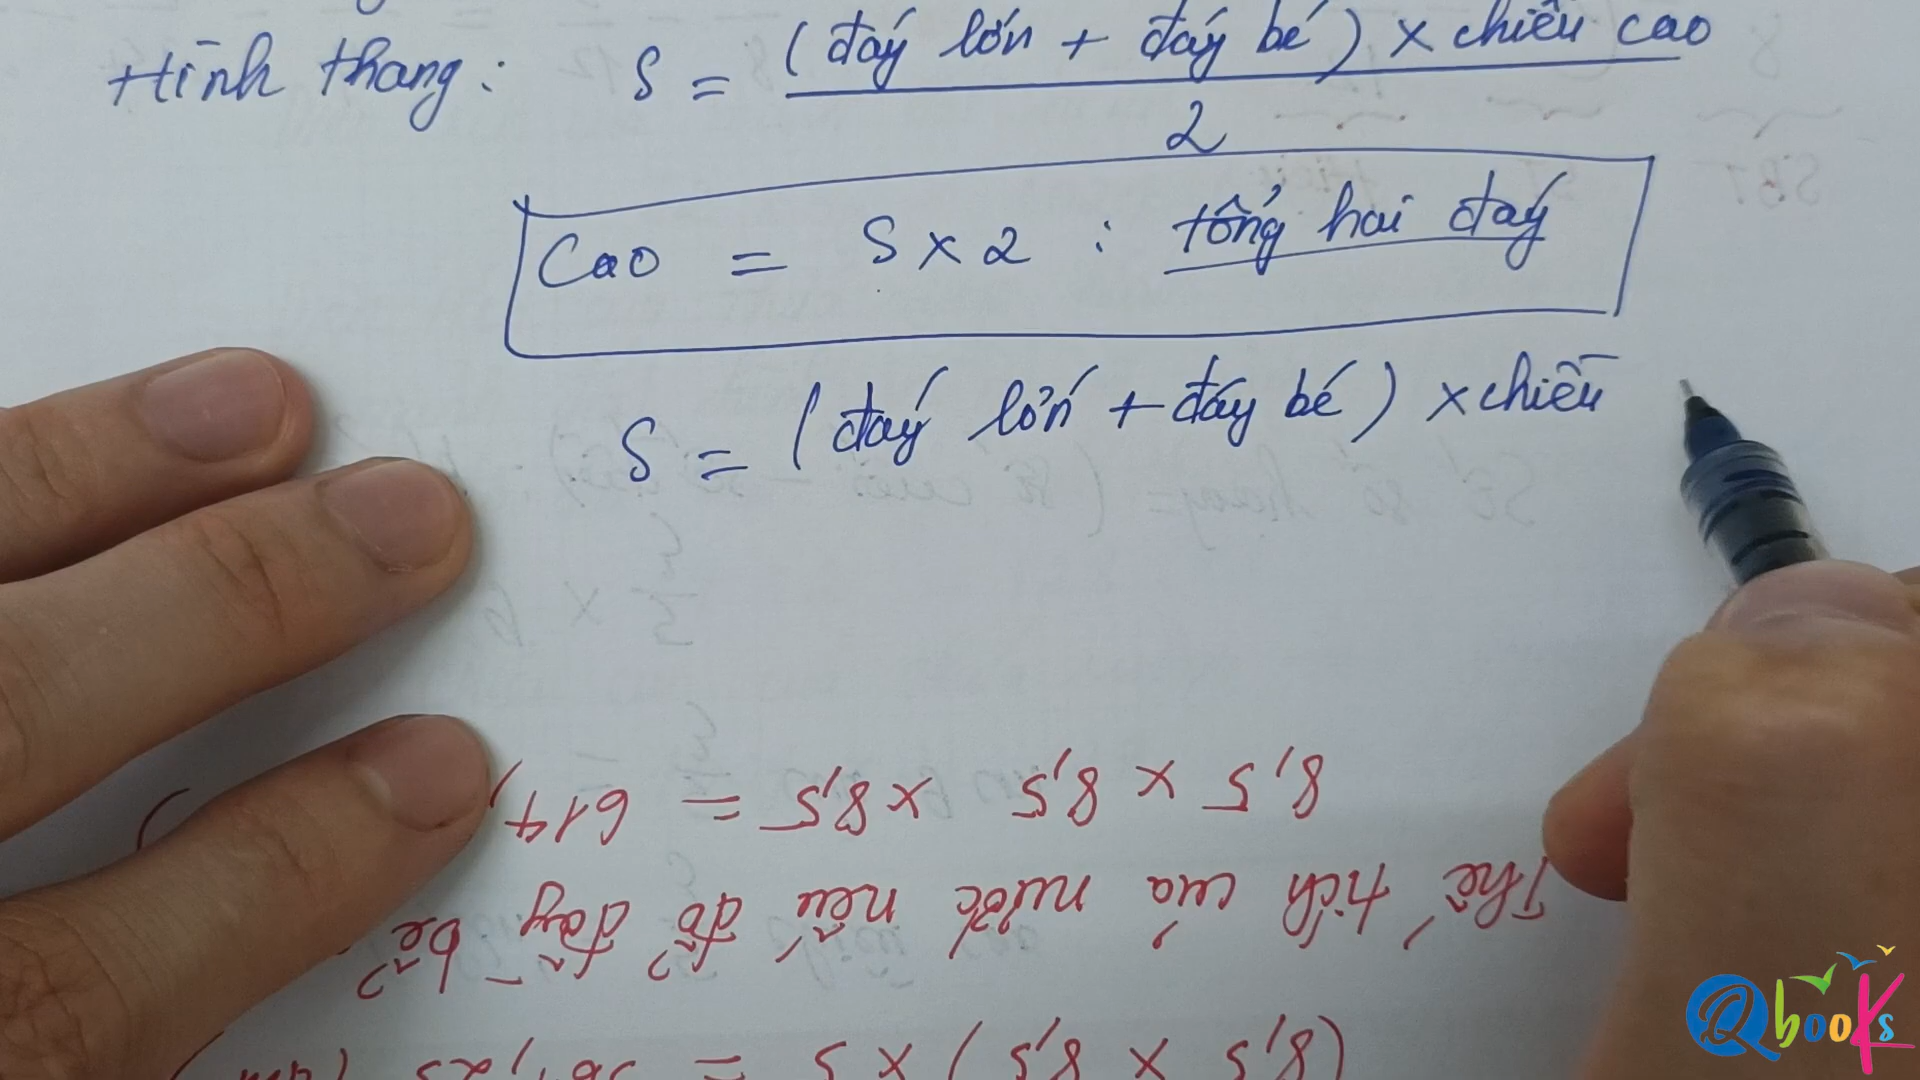 Hình thang: S = (đáy lớn + đáy bé) x chiều cao
2
Cao = S x 2 : tổng hai đáy
S = (đáy lớn + đáy bé) x chiều
8,5 x 8,5 x 8,5 = 614,
Thể tích của nước nếu đổ đầy bể
(8,5 x 8,5) x 5 =
Qbooks